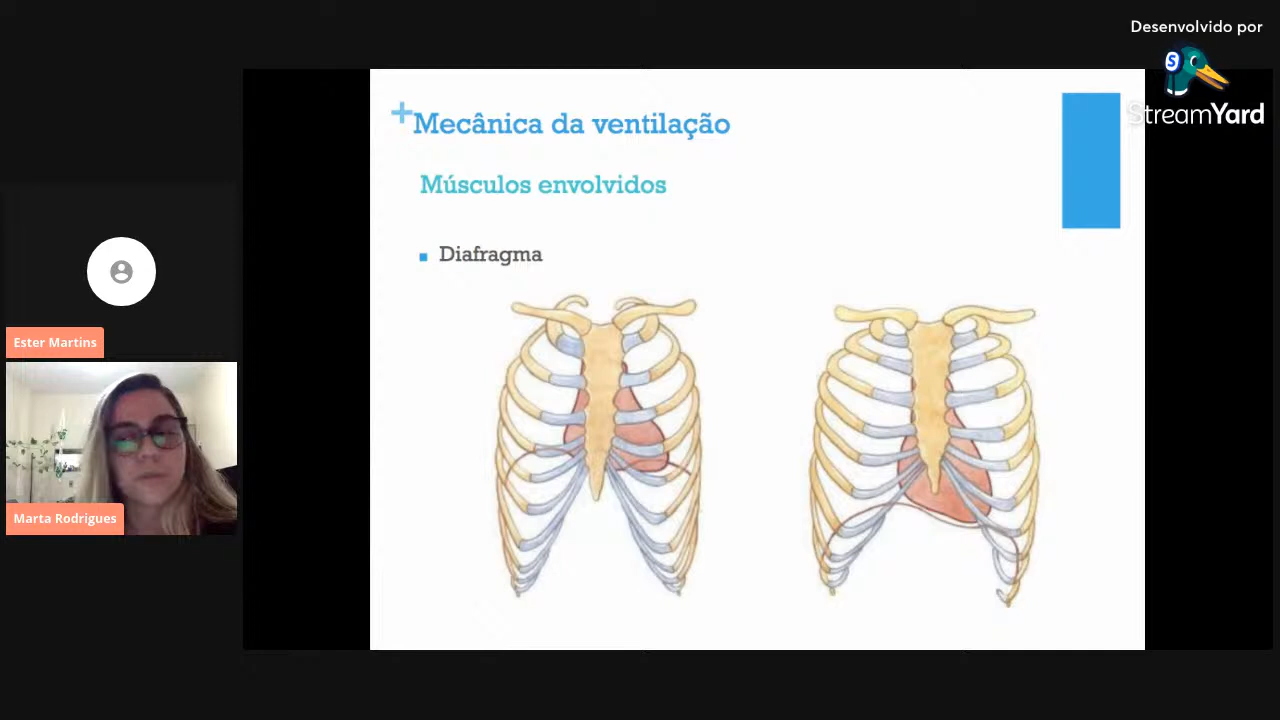 Desenvolvido por
S
StreamYard
+
Mecânica da ventilação
Músculos envolvidos
Diafragma
Ester Martins
Marta Rodrigues